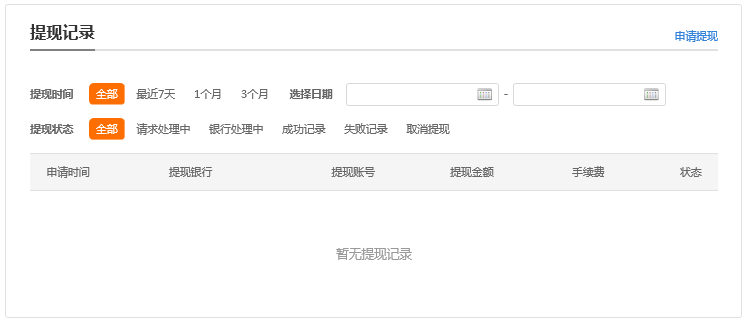 提现记录
申请提现
提现时间 全部 最近7天 1个月 3个月 选择日期 -
提现状态 全部 请求处理中 银行处理中 成功记录 失败记录 取消提现
申请时间 提现银行 提现账号 提现金额 手续费 状态
暂无提现记录